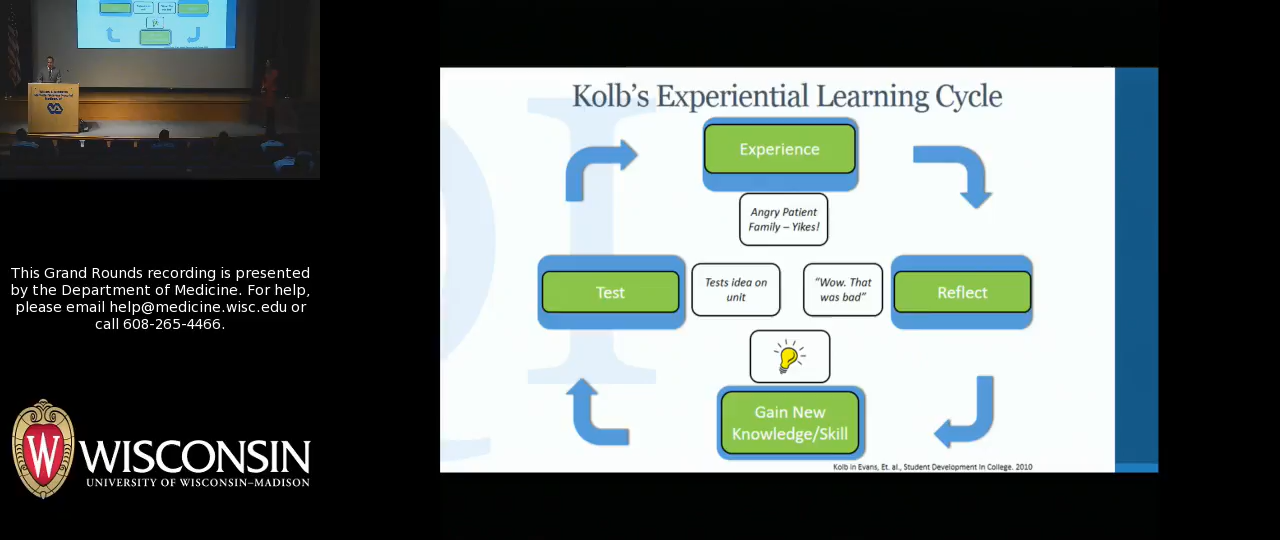 Kolb's Experiential Learning Cycle
Experience
Angry Patient
Family – Yikes!
Test
Tests idea on
unit
"Wow. That
was bad"
Reflect
Gain New
Knowledge/Skill
Kolb in Evans, Et. al., Student Development In College. 2010
This Grand Rounds recording is presented
by the Department of Medicine. For help,
please email help@medicine.wisc.edu or
call 608-265-4466.
W
WISCONSIN
UNIVERSITY OF WISCONSIN–MADISON